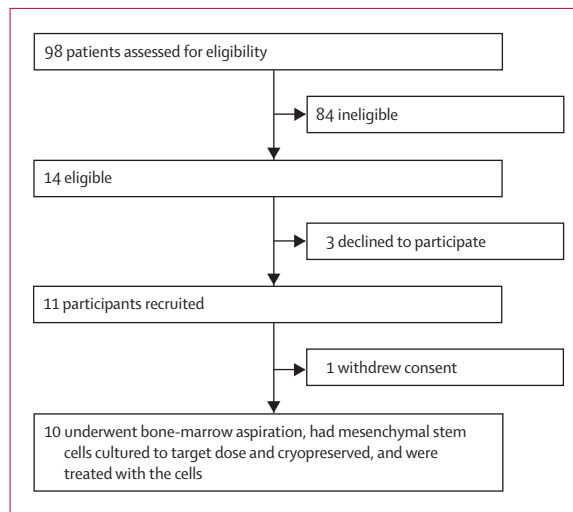 98 patients assessed for eligibility
84 ineligible
14 eligible
3 declined to participate
11 participants recruited
1 withdrew consent
10 underwent bone-marrow aspiration, had mesenchymal stem
cells cultured to target dose and cryopreserved, and were
treated with the cells